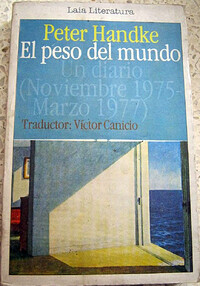 Laia Literatura
Peter Handke
El peso del mundo
Un diario
(Noviembre 1975-
Marzo 1977)
Traductor: Víctor Canicio